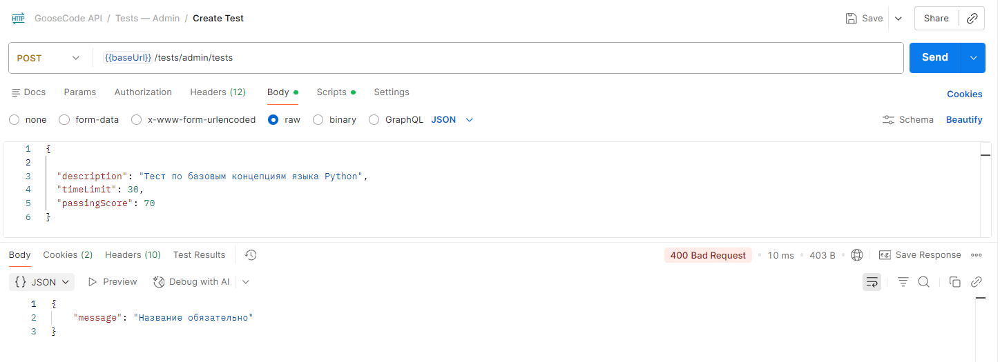 HTTP GooseCode API / Tests — Admin / Create Test Save Share
POST {{baseUrl}} /tests/admin/tests Send
Docs Params Authorization Headers (12) Body Scripts Settings Cookies
none form-data x-www-form-urlencoded raw binary GraphQL JSON Schema Beautify
1 {
2
3 "description": "Тест по базовым концепциям языка Python",
4 "timeLimit": 30,
5 "passingScore": 70
6 }
Body Cookies (2) Headers (10) Test Results 400 Bad Request 10 ms 403 B e.g. Save Response
{} JSON Preview Debug with AI
1 {
2 "message": "Название обязательно"
3 }